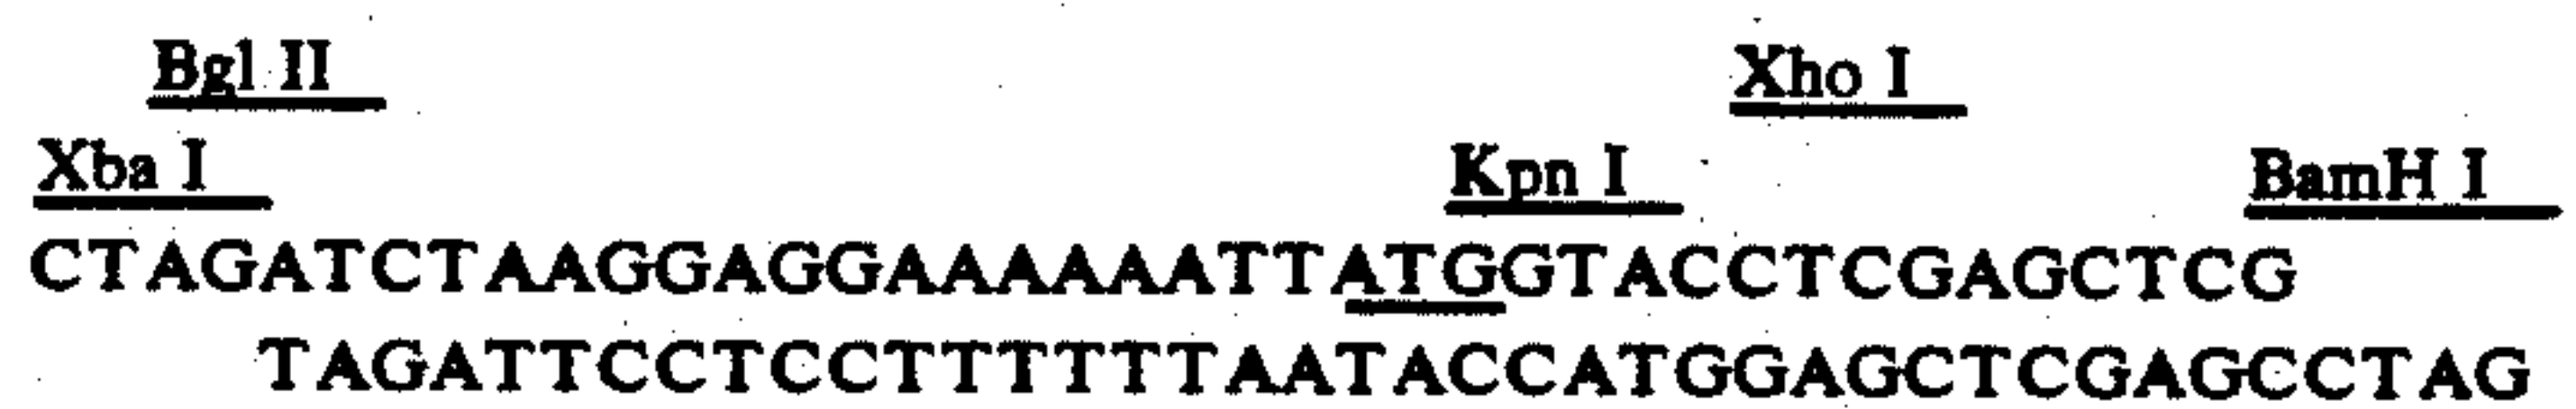 Bgl II Xho I
Xba I Kpn I BamH I
CTAGATCTAAGGAGGAAAAAATTATGGTACCTCGAGCTCG
TAGATTCCTCCTTTTTTAATACCATGGAGCTCGAGCCTAG